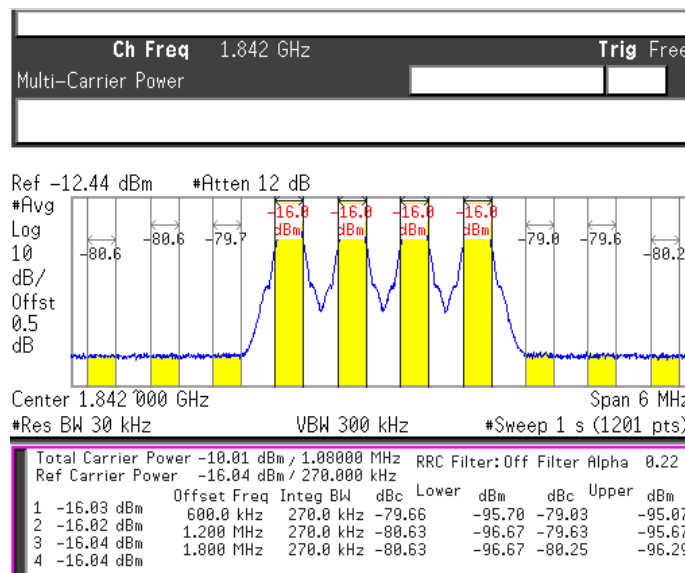 Ch Freq 1.842 GHz Trig Free
Multi-Carrier Power
Ref -12.44 dBm #Atten 12 dB
#Avg
Log
10
dB/
Offst
0.5
dB
-16.0 dBm -16.0 dBm -16.0 dBm -16.0 dBm
-80.6 -80.6 -79.7 -79.0 -79.6 -80.2
Center 1.842 000 GHz Span 6 MHz
#Res BW 30 kHz VBW 300 kHz #Sweep 1 s (1201 pts)
Total Carrier Power -10.01 dBm / 1.08000 MHz RRC Filter: Off Filter Alpha 0.22
Ref Carrier Power -16.04 dBm / 270.000 kHz
Lower Upper
Offset Freq Integ BW dBc dBm dBc dBm
1 -16.03 dBm 600.0 kHz 270.0 kHz -79.66 -95.70 -79.03 -95.07
2 -16.02 dBm 1.200 MHz 270.0 kHz -80.63 -96.67 -79.63 -95.67
3 -16.04 dBm 1.800 MHz 270.0 kHz -80.63 -96.67 -80.25 -96.29
4 -16.04 dBm